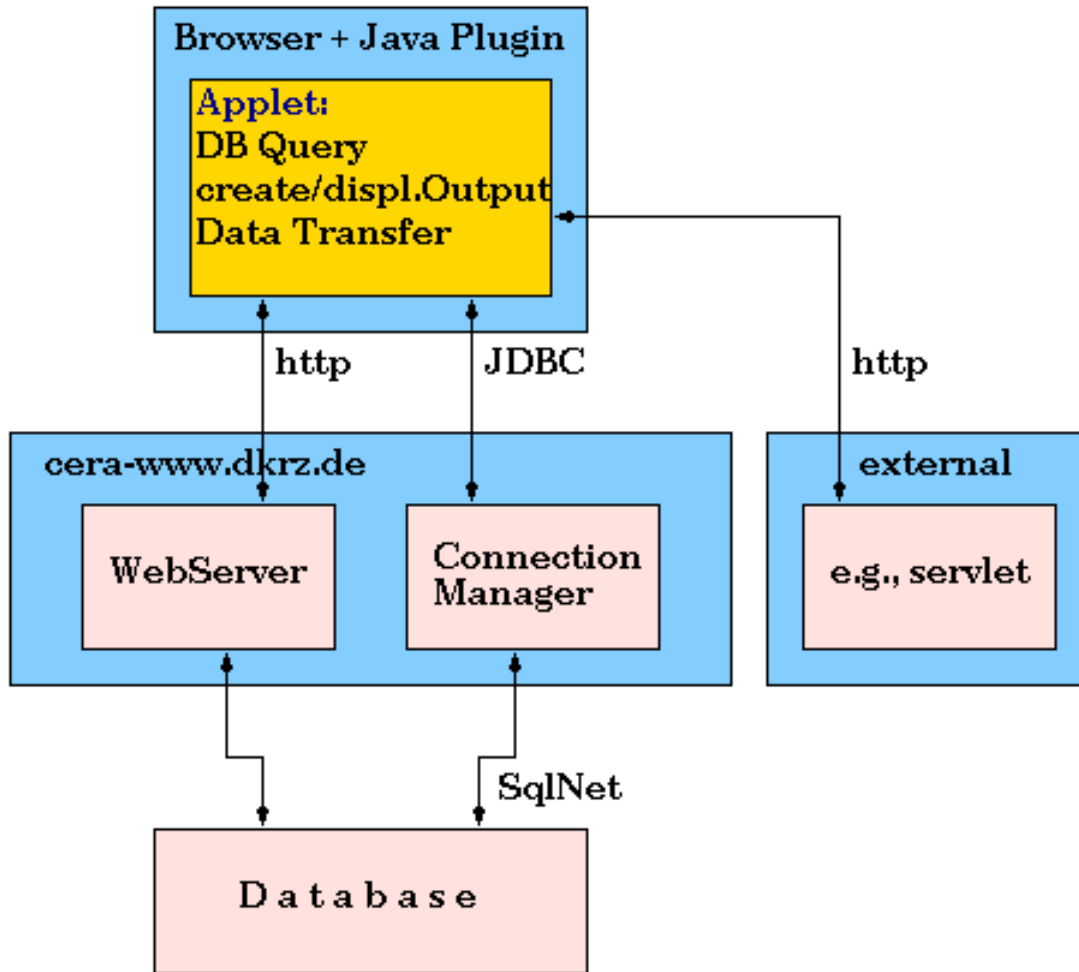 Browser + Java Plugin
Applet:
DB Query
create/displ.Output
Data Transfer
http
JDBC
http
cera-www.dkrz.de
external
WebServer
Connection
Manager
e.g., servlet
SqlNet
D a t a b a s e